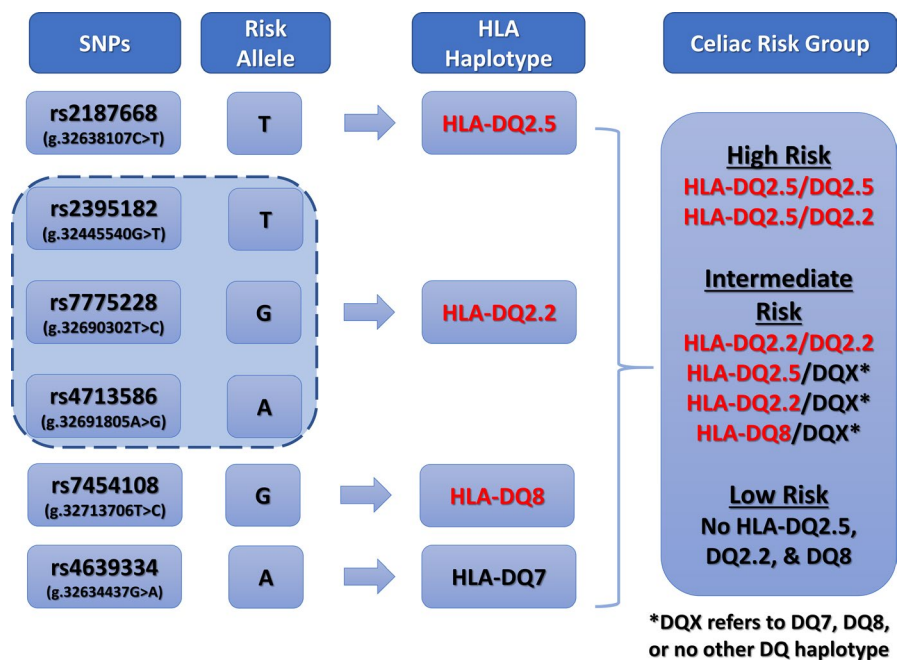 SNPs
Risk
Allele
HLA
Haplotype
Celiac Risk Group
rs2187668
(g.32638107C>T)
T
HLA-DQ2.5
rs2395182
(g.32445540G>T)
T
rs7775228
(g.32690302T>C)
G
HLA-DQ2.2
rs4713586
(g.32691805A>G)
A
rs7454108
(g.32713706T>C)
G
HLA-DQ8
rs4639334
(g.32634437G>A)
A
HLA-DQ7
High Risk
HLA-DQ2.5/DQ2.5
HLA-DQ2.5/DQ2.2
Intermediate
Risk
HLA-DQ2.2/DQ2.2
HLA-DQ2.5/DQX*
HLA-DQ2.2/DQX*
HLA-DQ8/DQX*
Low Risk
No HLA-DQ2.5,
DQ2.2, & DQ8
*DQX refers to DQ7, DQ8,
or no other DQ haplotype